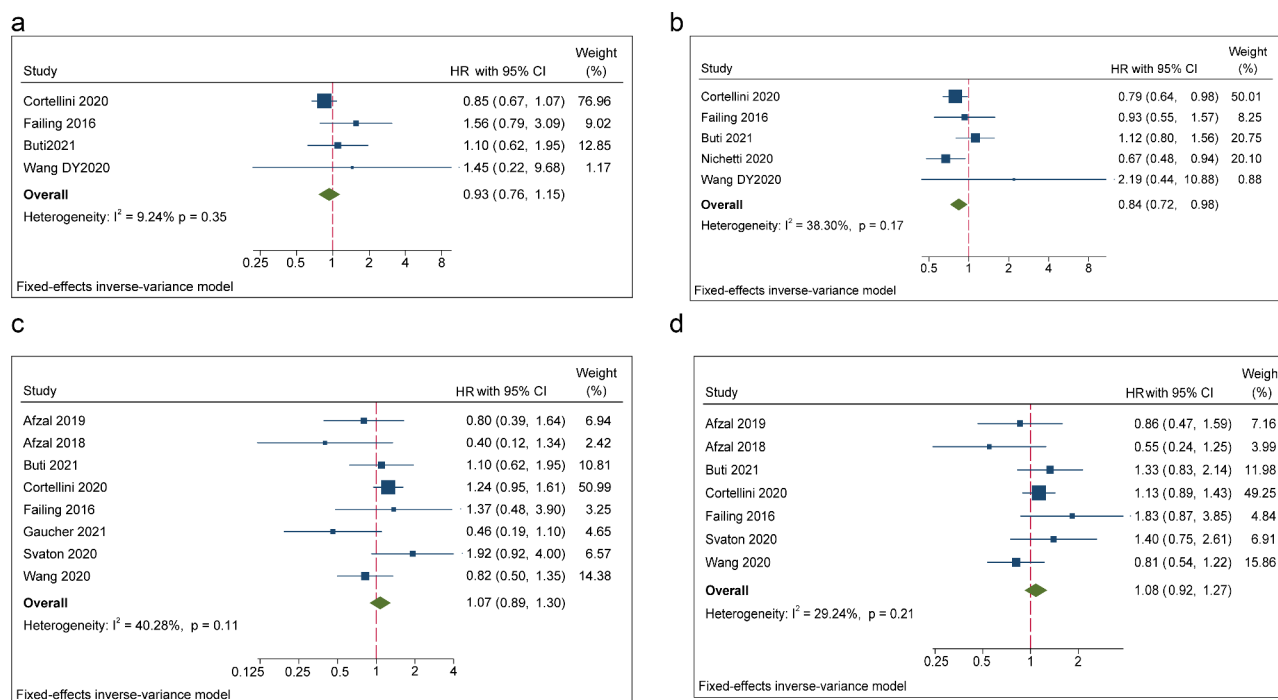 a
Weight
Study HR with 95% CI (%)
Cortellini 2020 0.85 (0.67, 1.07) 76.96
Failing 2016 1.56 (0.79, 3.09) 9.02
Buti2021 1.10 (0.62, 1.95) 12.85
Wang DY2020 1.45 (0.22, 9.68) 1.17
Overall 0.93 (0.76, 1.15)
Heterogeneity: I² = 9.24% p = 0.35
0.25 0.5 1 2 4 8
Fixed-effects inverse-variance model
b
Weight
Study HR with 95% CI (%)
Cortellini 2020 0.79 (0.64, 0.98) 50.01
Failing 2016 0.93 (0.55, 1.57) 8.25
Buti 2021 1.12 (0.80, 1.56) 20.75
Nichetti 2020 0.67 (0.48, 0.94) 20.10
Wang DY2020 2.19 (0.44, 10.88) 0.88
Overall 0.84 (0.72, 0.98)
Heterogeneity: I² = 38.30%, p = 0.17
0.5 1 2 4 8
Fixed-effects inverse-variance model
c
Weight
Study HR with 95% CI (%)
Afzal 2019 0.80 (0.39, 1.64) 6.94
Afzal 2018 0.40 (0.12, 1.34) 2.42
Buti 2021 1.10 (0.62, 1.95) 10.81
Cortellini 2020 1.24 (0.95, 1.61) 50.99
Failing 2016 1.37 (0.48, 3.90) 3.25
Gaucher 2021 0.46 (0.19, 1.10) 4.65
Svaton 2020 1.92 (0.92, 4.00) 6.57
Wang 2020 0.82 (0.50, 1.35) 14.38
Overall 1.07 (0.89, 1.30)
Heterogeneity: I² = 40.28%, p = 0.11
0.125 0.5 1 2 4
Fixed-effects inverse-variance model
d
Weight
Study HR with 95% CI (%)
Afzal 2019 0.86 (0.47, 1.59) 7.16
Afzal 2018 0.55 (0.24, 1.25) 3.99
Buti 2021 1.33 (0.83, 2.14) 11.98
Cortellini 2020 1.13 (0.89, 1.43) 49.25
Failing 2016 1.83 (0.87, 3.85) 4.84
Svaton 2020 1.40 (0.75, 2.61) 6.91
Wang 2020 0.81 (0.54, 1.22) 15.86
Overall 1.08 (0.92, 1.27)
Heterogeneity: I² = 29.24%, p = 0.21
0.25 0.5 1 2
Fixed-effects inverse-variance model